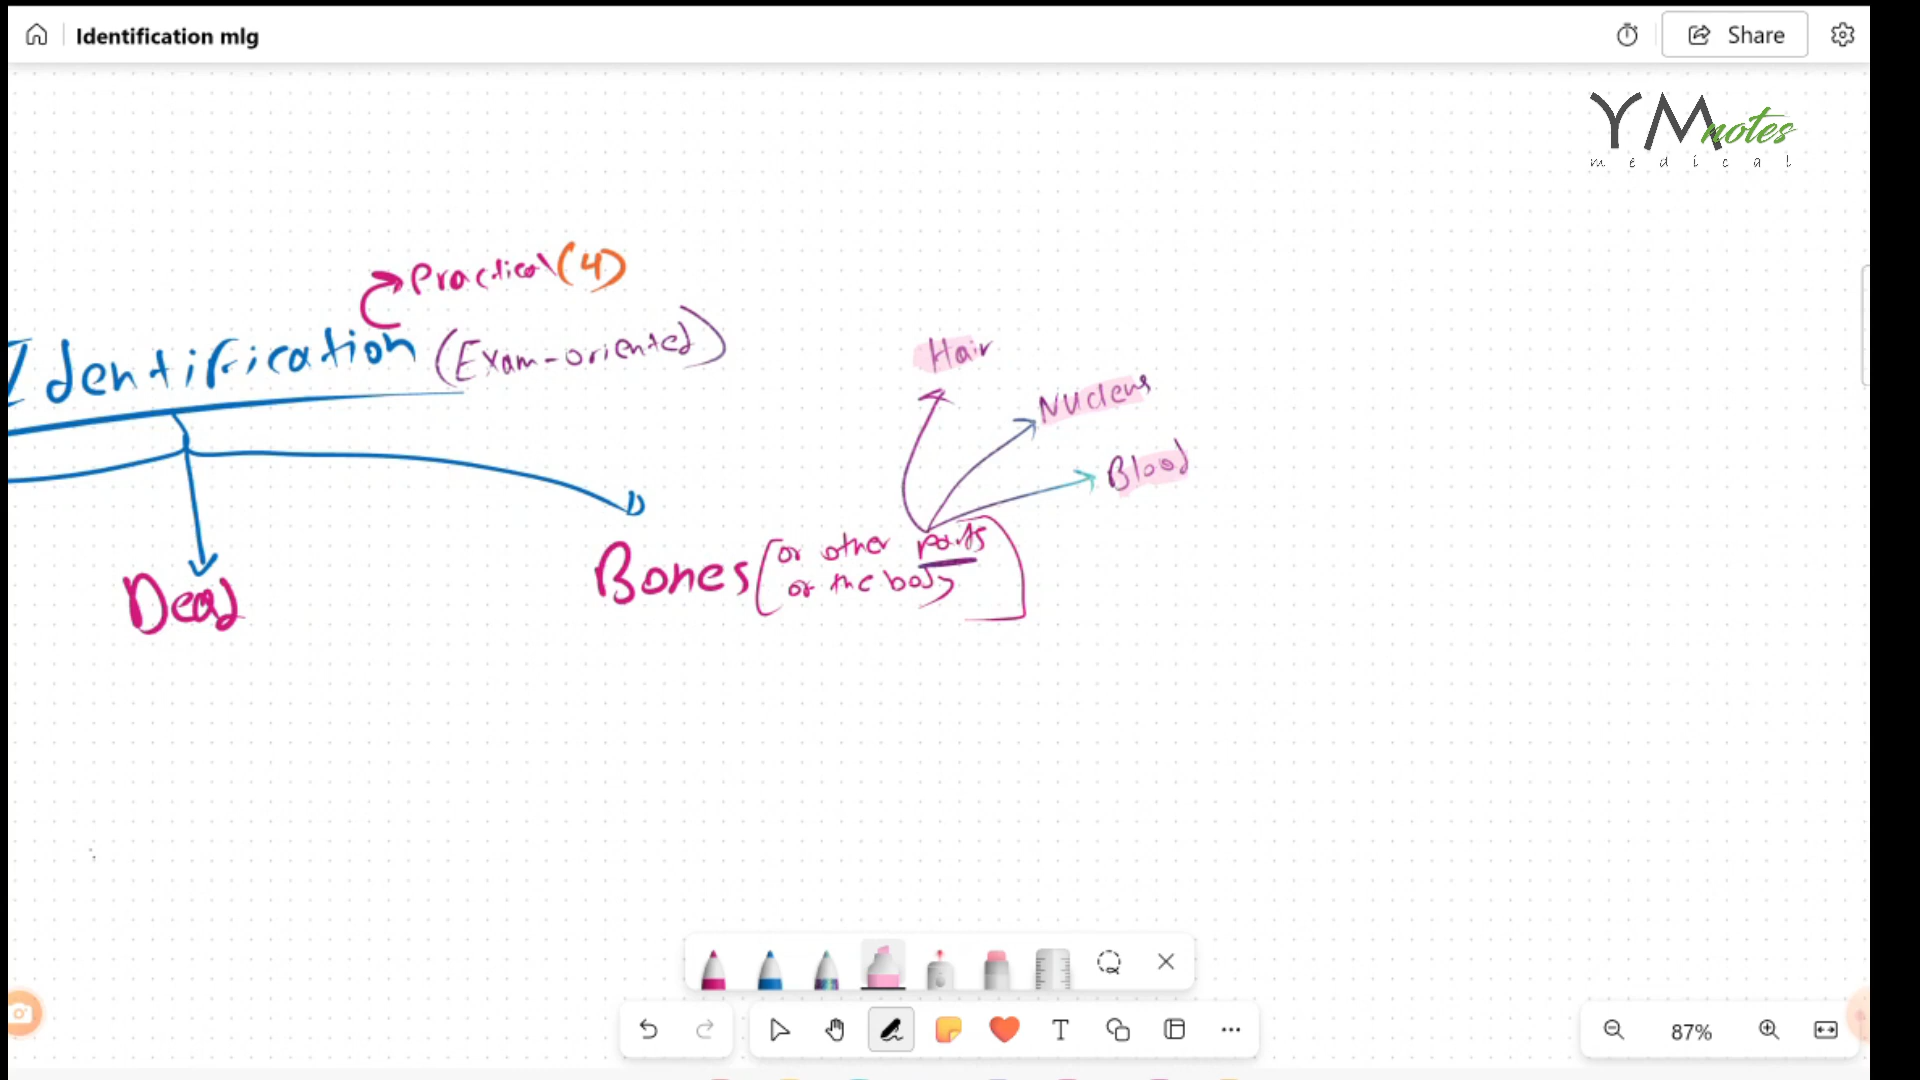 Identification mlg
Share
YM notes
medical
Practical (4)
Identification (Exam-oriented)
Hair
Nucleus
Blood
Bones (or other parts
or the body)
Dead
T
87%